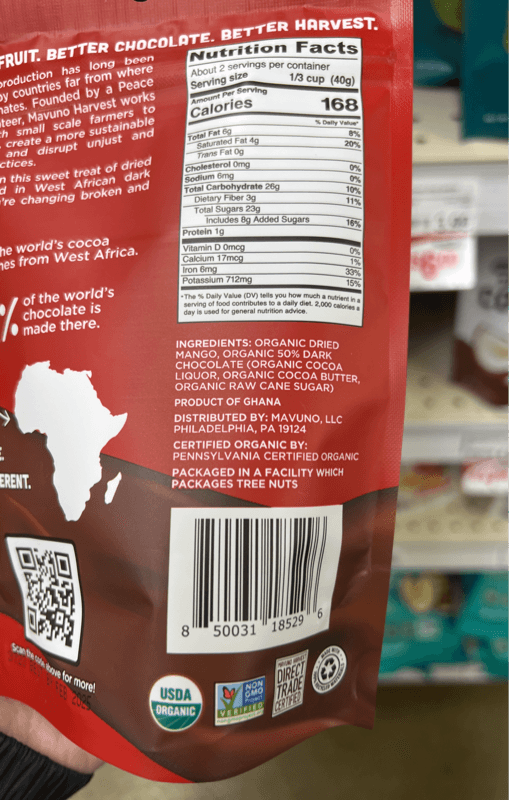 FRUIT. BETTER CHOCOLATE. BETTER HARVEST.
production has long been
by countries far from where
Founded by a Peace
Mavuno Harvest works
small scale farmers to
create a more sustainable
and disrupt unjust and
this sweet treat of dried
in West African dark
changing broken and
the world's cocoa
from West Africa.
% of the world's
chocolate is
made there.
Scan the code above for more!
Nutrition Facts
About 2 servings per container
Serving size 1/3 cup (40g)
Amount Per Serving
Calories 168
% Daily Value*
Total Fat 6g 8%
Saturated Fat 4g 20%
Trans Fat 0g
Cholesterol 0mg 0%
Sodium 6mg 0%
Total Carbohydrate 26g 10%
Dietary Fiber 3g 11%
Total Sugars 23g
Includes 8g Added Sugars 16%
Protein 1g
Vitamin D 0mcg 0%
Calcium 17mcg 1%
Iron 6mg 33%
Potassium 712mg 15%
*The % Daily Value (DV) tells you how much a nutrient in a
serving of food contributes to a daily diet. 2,000 calories a
day is used for general nutrition advice.
INGREDIENTS: ORGANIC DRIED
MANGO, ORGANIC 50% DARK
CHOCOLATE (ORGANIC COCOA
LIQUOR, ORGANIC COCOA BUTTER,
ORGANIC RAW CANE SUGAR)
PRODUCT OF GHANA
DISTRIBUTED BY: MAVUNO, LLC
PHILADELPHIA, PA 19124
CERTIFIED ORGANIC BY:
PENNSYLVANIA CERTIFIED ORGANIC
PACKAGED IN A FACILITY WHICH
PACKAGES TREE NUTS
8 50031 18529 6
USDA
ORGANIC
NON
GMO
Project
VERIFIED
MAVUNO HARVEST
DIRECT
TRADE
CERTIFIED